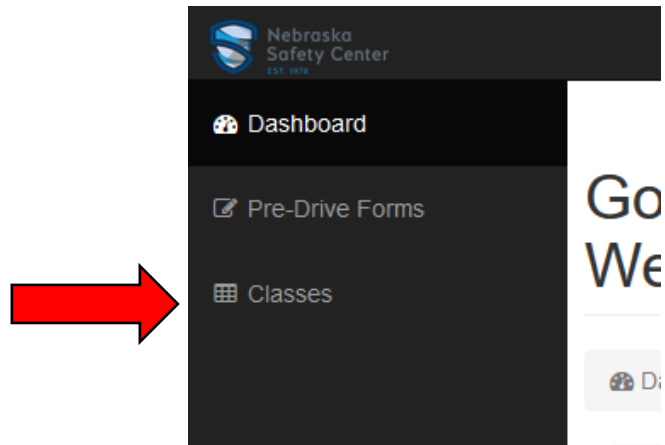 Nebraska
Safety Center
EST. 1978
Dashboard
Pre-Drive Forms
Classes
Go
We
Da